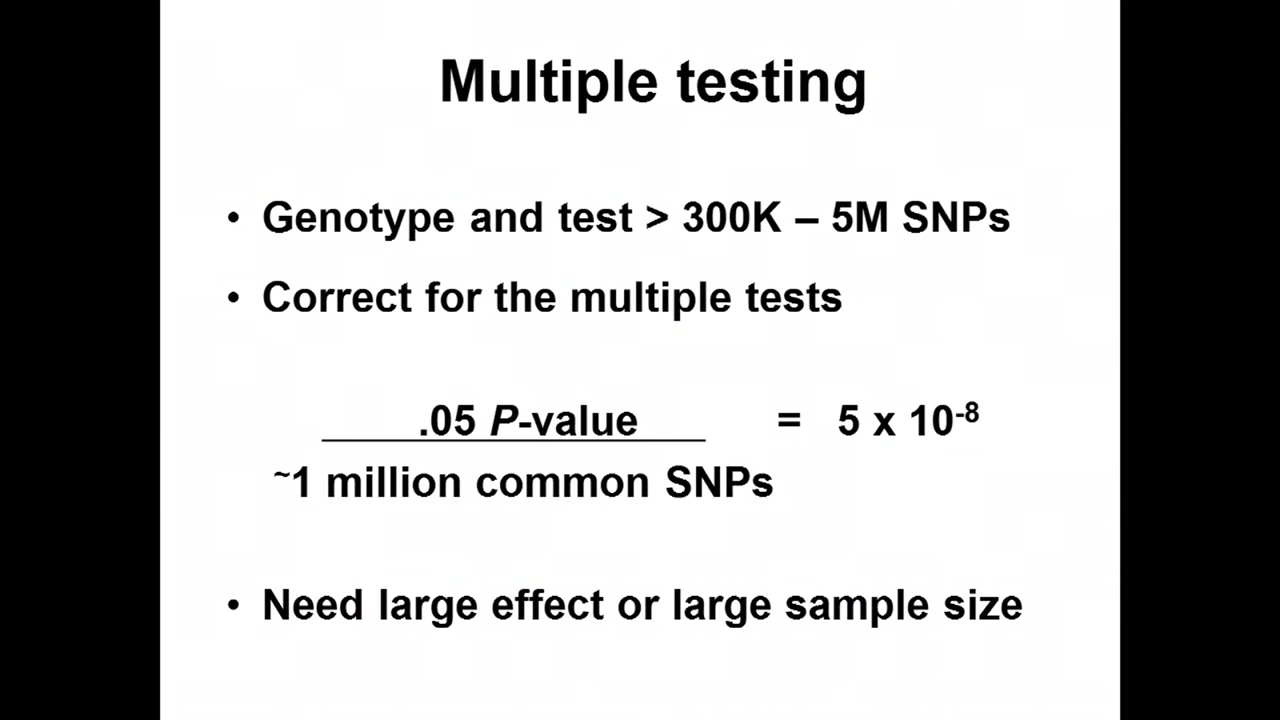 Multiple testing
• Genotype and test > 300K – 5M SNPs
• Correct for the multiple tests
.05 P-value = 5 x 10⁻⁸
~1 million common SNPs
• Need large effect or large sample size